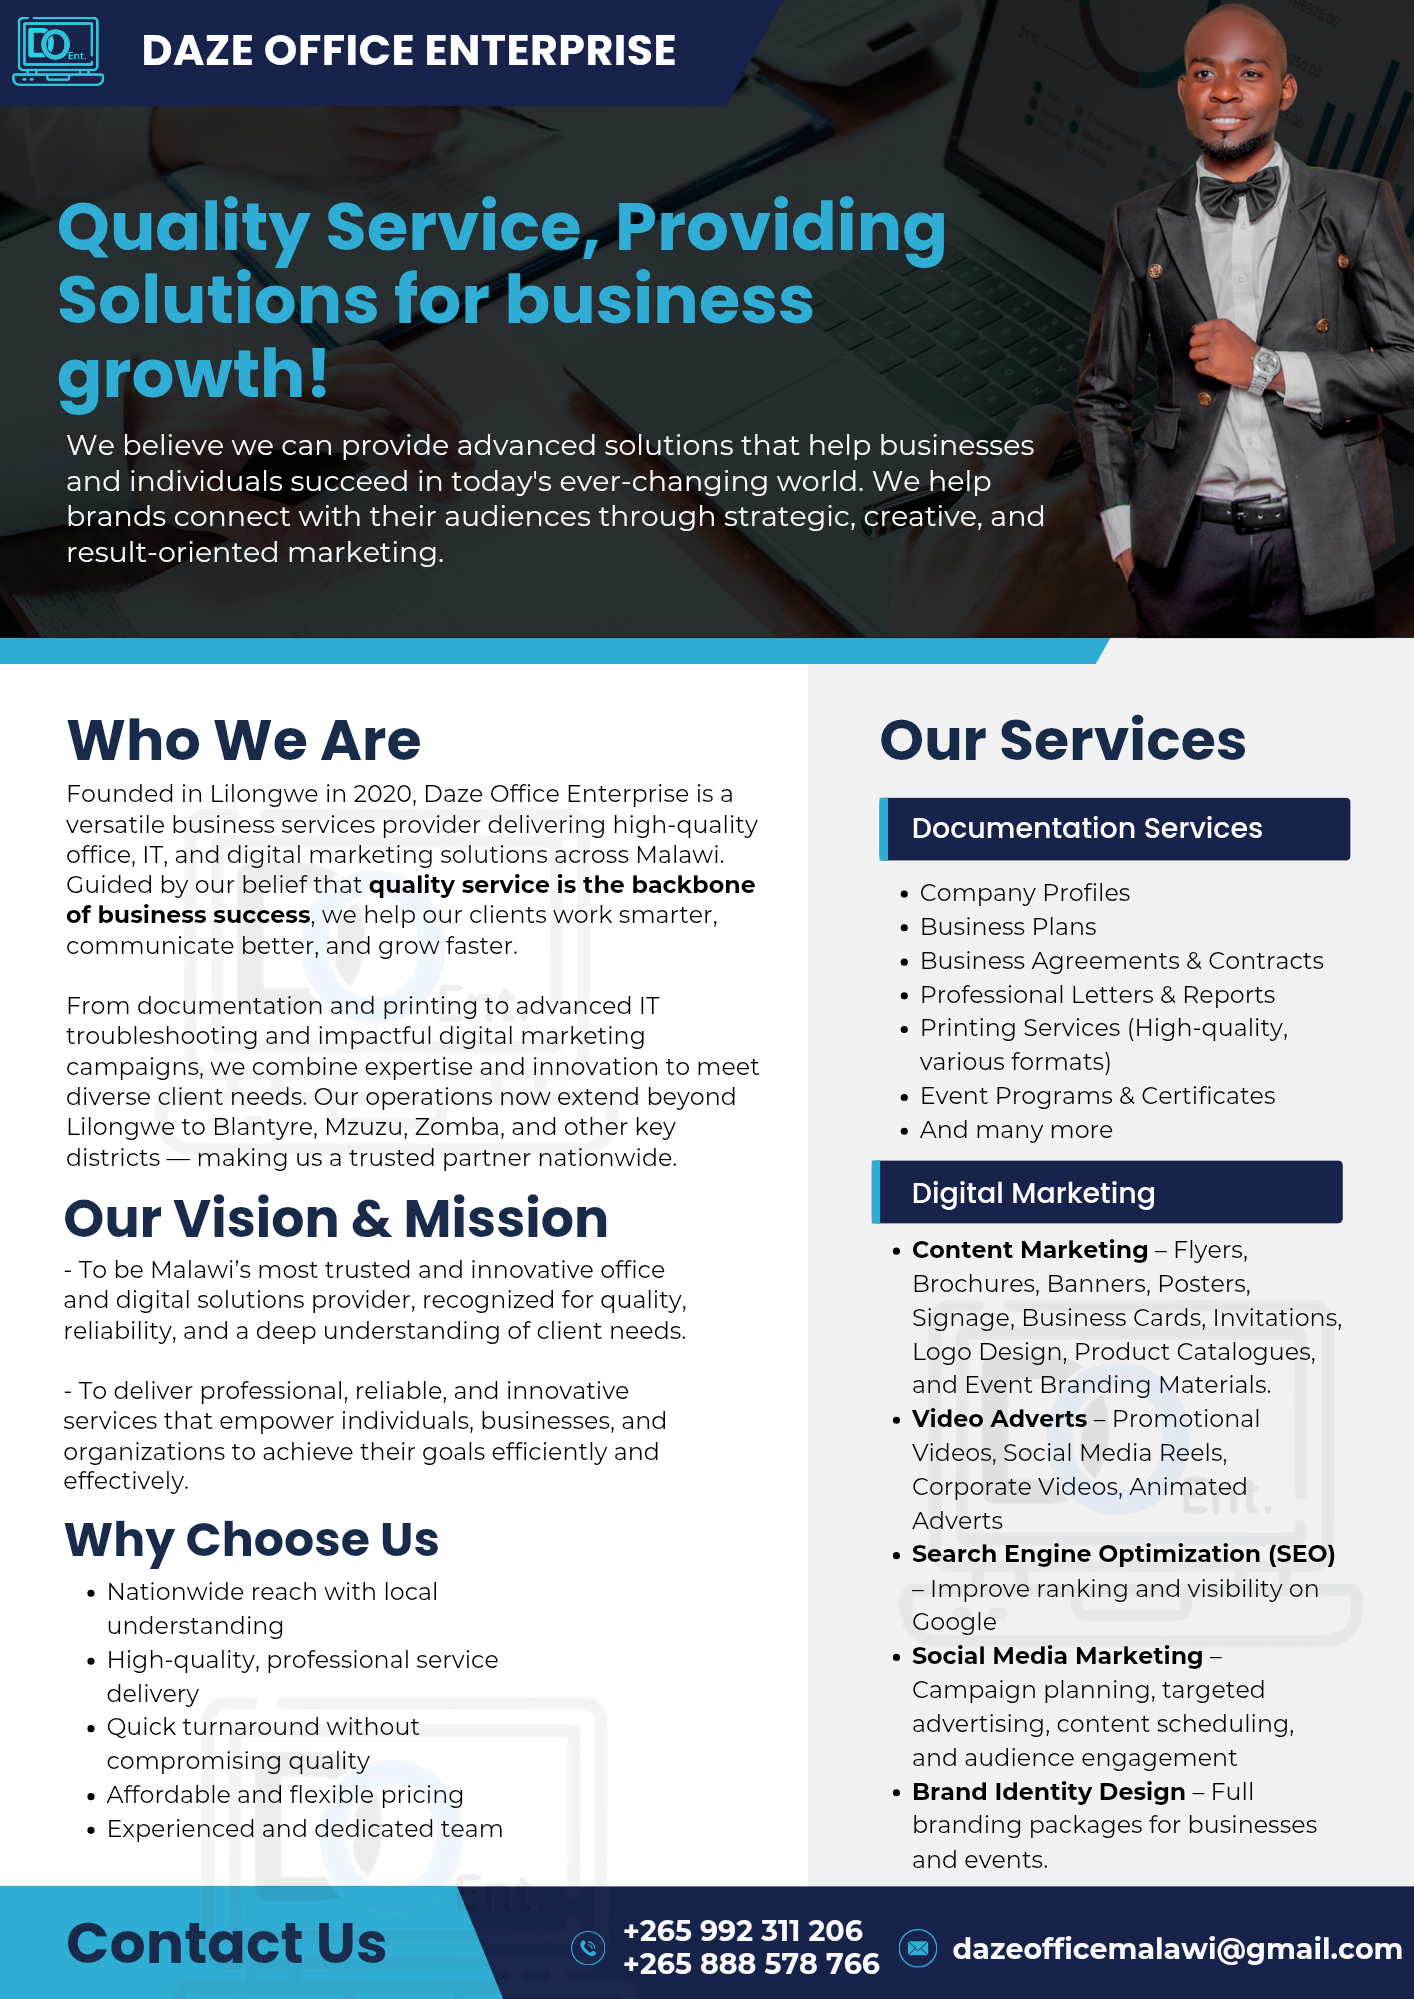 DO
Ent.
DAZE OFFICE ENTERPRISE
Quality Service, Providing
Solutions for business
growth!
We believe we can provide advanced solutions that help businesses
and individuals succeed in today's ever-changing world. We help
brands connect with their audiences through strategic, creative, and
result-oriented marketing.
Who We Are
Founded in Lilongwe in 2020, Daze Office Enterprise is a
versatile business services provider delivering high-quality
office, IT, and digital marketing solutions across Malawi.
Guided by our belief that quality service is the backbone
of business success, we help our clients work smarter,
communicate better, and grow faster.
From documentation and printing to advanced IT
troubleshooting and impactful digital marketing
campaigns, we combine expertise and innovation to meet
diverse client needs. Our operations now extend beyond
Lilongwe to Blantyre, Mzuzu, Zomba, and other key
districts — making us a trusted partner nationwide.
Our Vision & Mission
- To be Malawi’s most trusted and innovative office
and digital solutions provider, recognized for quality,
reliability, and a deep understanding of client needs.
- To deliver professional, reliable, and innovative
services that empower individuals, businesses, and
organizations to achieve their goals efficiently and
effectively.
Why Choose Us
• Nationwide reach with local
understanding
• High-quality, professional service
delivery
• Quick turnaround without
compromising quality
• Affordable and flexible pricing
• Experienced and dedicated team
Our Services
Documentation Services
• Company Profiles
• Business Plans
• Business Agreements & Contracts
• Professional Letters & Reports
• Printing Services (High-quality,
various formats)
• Event Programs & Certificates
• And many more
Digital Marketing
• Content Marketing – Flyers,
Brochures, Banners, Posters,
Signage, Business Cards, Invitations,
Logo Design, Product Catalogues,
and Event Branding Materials.
• Video Adverts – Promotional
Videos, Social Media Reels,
Corporate Videos, Animated
Adverts
• Search Engine Optimization (SEO)
– Improve ranking and visibility on
Google
• Social Media Marketing –
Campaign planning, targeted
advertising, content scheduling,
and audience engagement
• Brand Identity Design – Full
branding packages for businesses
and events.
Contact Us
+265 992 311 206
+265 888 578 766
dazeofficemalawi@gmail.com